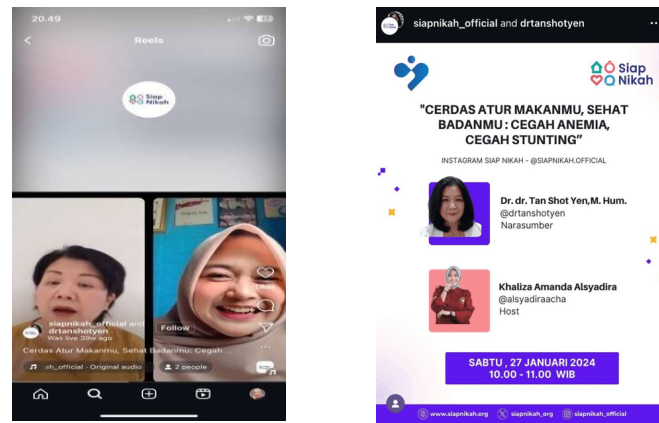 20.49
Reels
Siap
Nikah
siapnikah_official and
drtanshotyen
Was live 39w ago
Follow
Cerdas Atur Makanmu, Sehat Badanmu: Cegah ...
ah_official · Original audio
2 people
siapnikah_official and drtanshotyen
Siap
Nikah
"CERDAS ATUR MAKANMU, SEHAT
BADANMU : CEGAH ANEMIA,
CEGAH STUNTING”
INSTAGRAM SIAP NIKAH - @SIAPNIKAH.OFFICIAL
Dr. dr. Tan Shot Yen,M. Hum.
@drtanshotyen
Narasumber
Khaliza Amanda Alsyadira
@alsyadiraacha
Host
SABTU , 27 JANUARI 2024
10.00 - 11.00 WIB
www.siapnikah.org siapnikah_org siapnikah_official